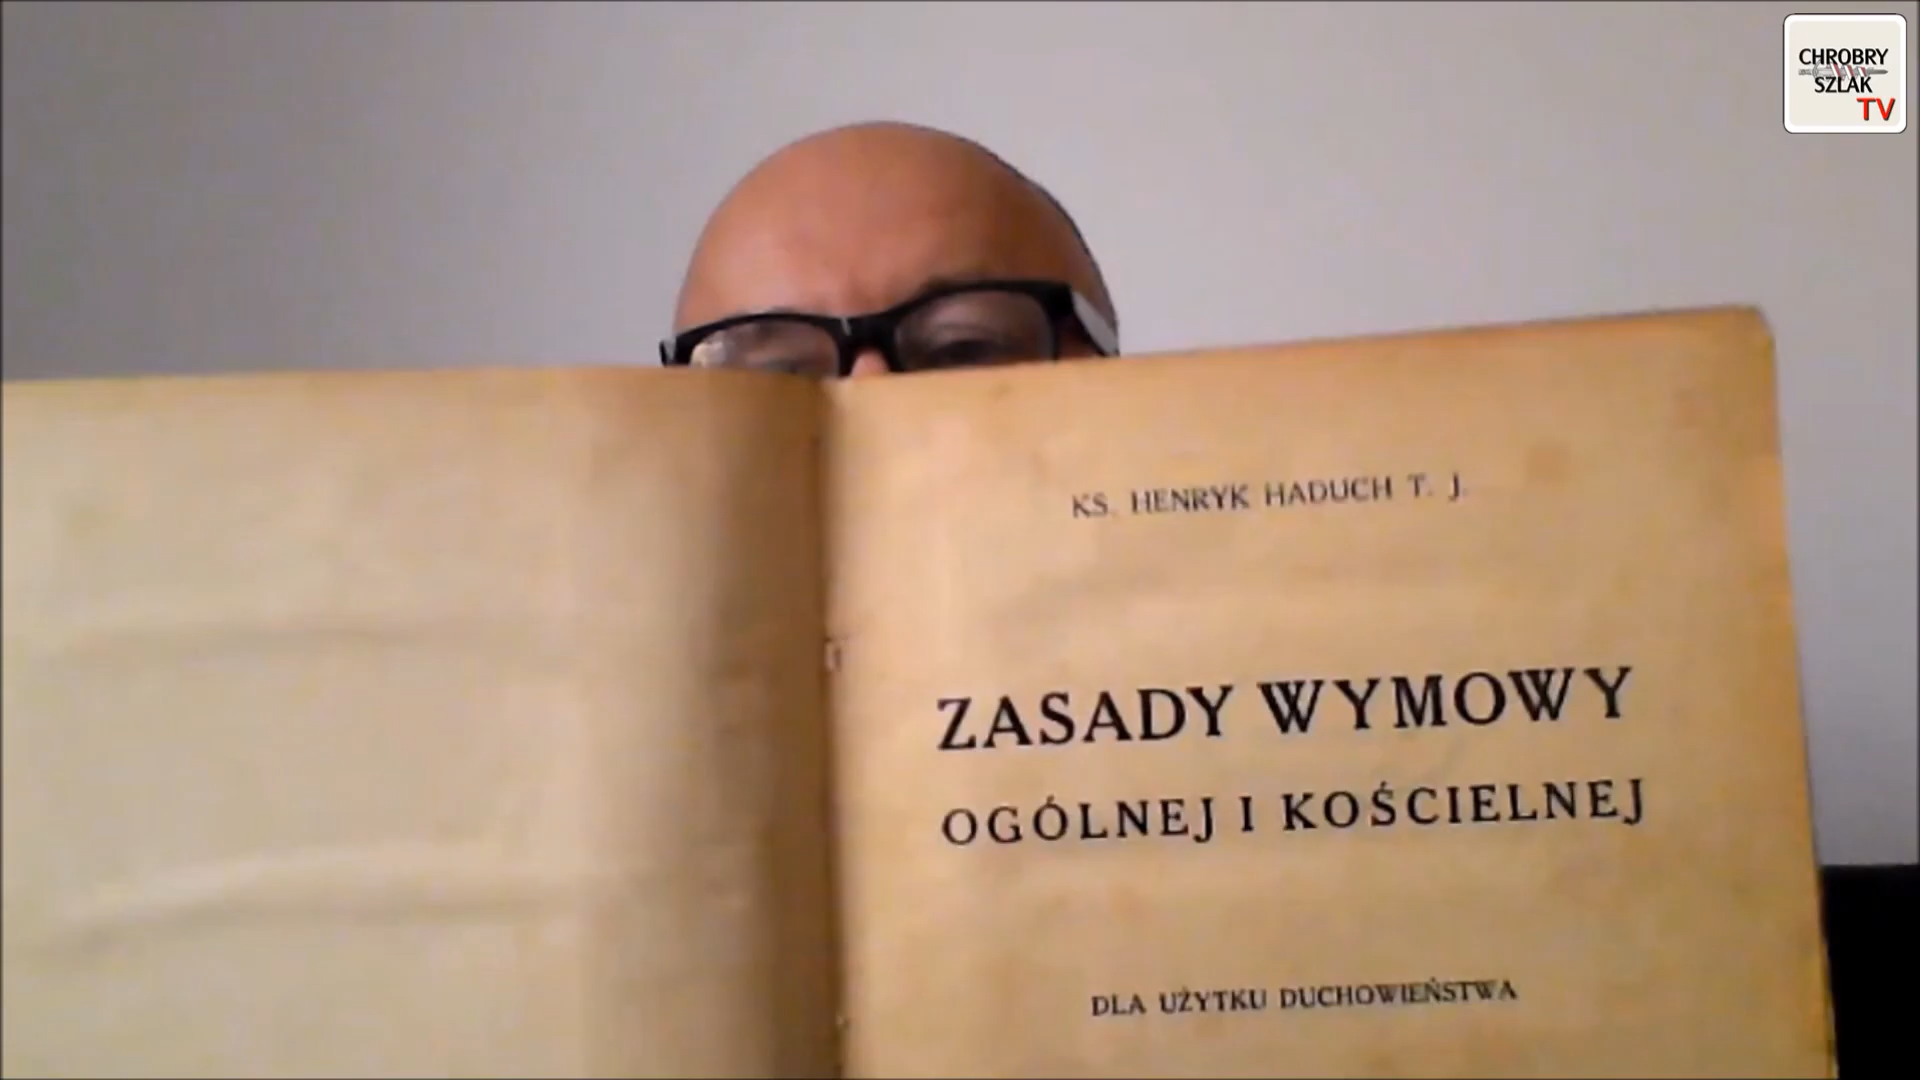 CHROBRY
SZLAK
TV
KS. HENRYK HADUCH T. J.
ZASADY WYMOWY
OGÓLNEJ I KOŚCIELNEJ
DLA UŻYTKU DUCHOWIEŃSTWA